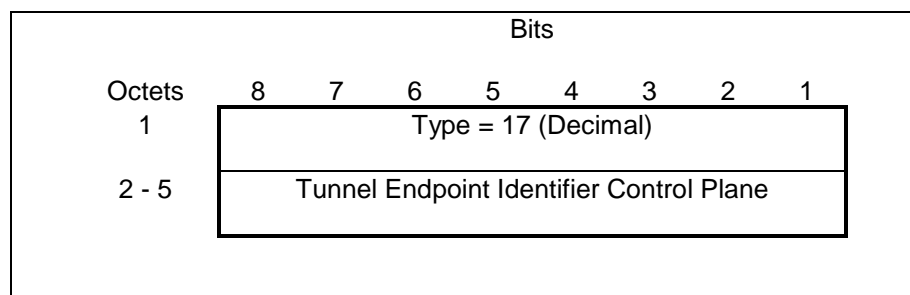 Bits
Octets 8 7 6 5 4 3 2 1
1 Type = 17 (Decimal)
2 - 5 Tunnel Endpoint Identifier Control Plane